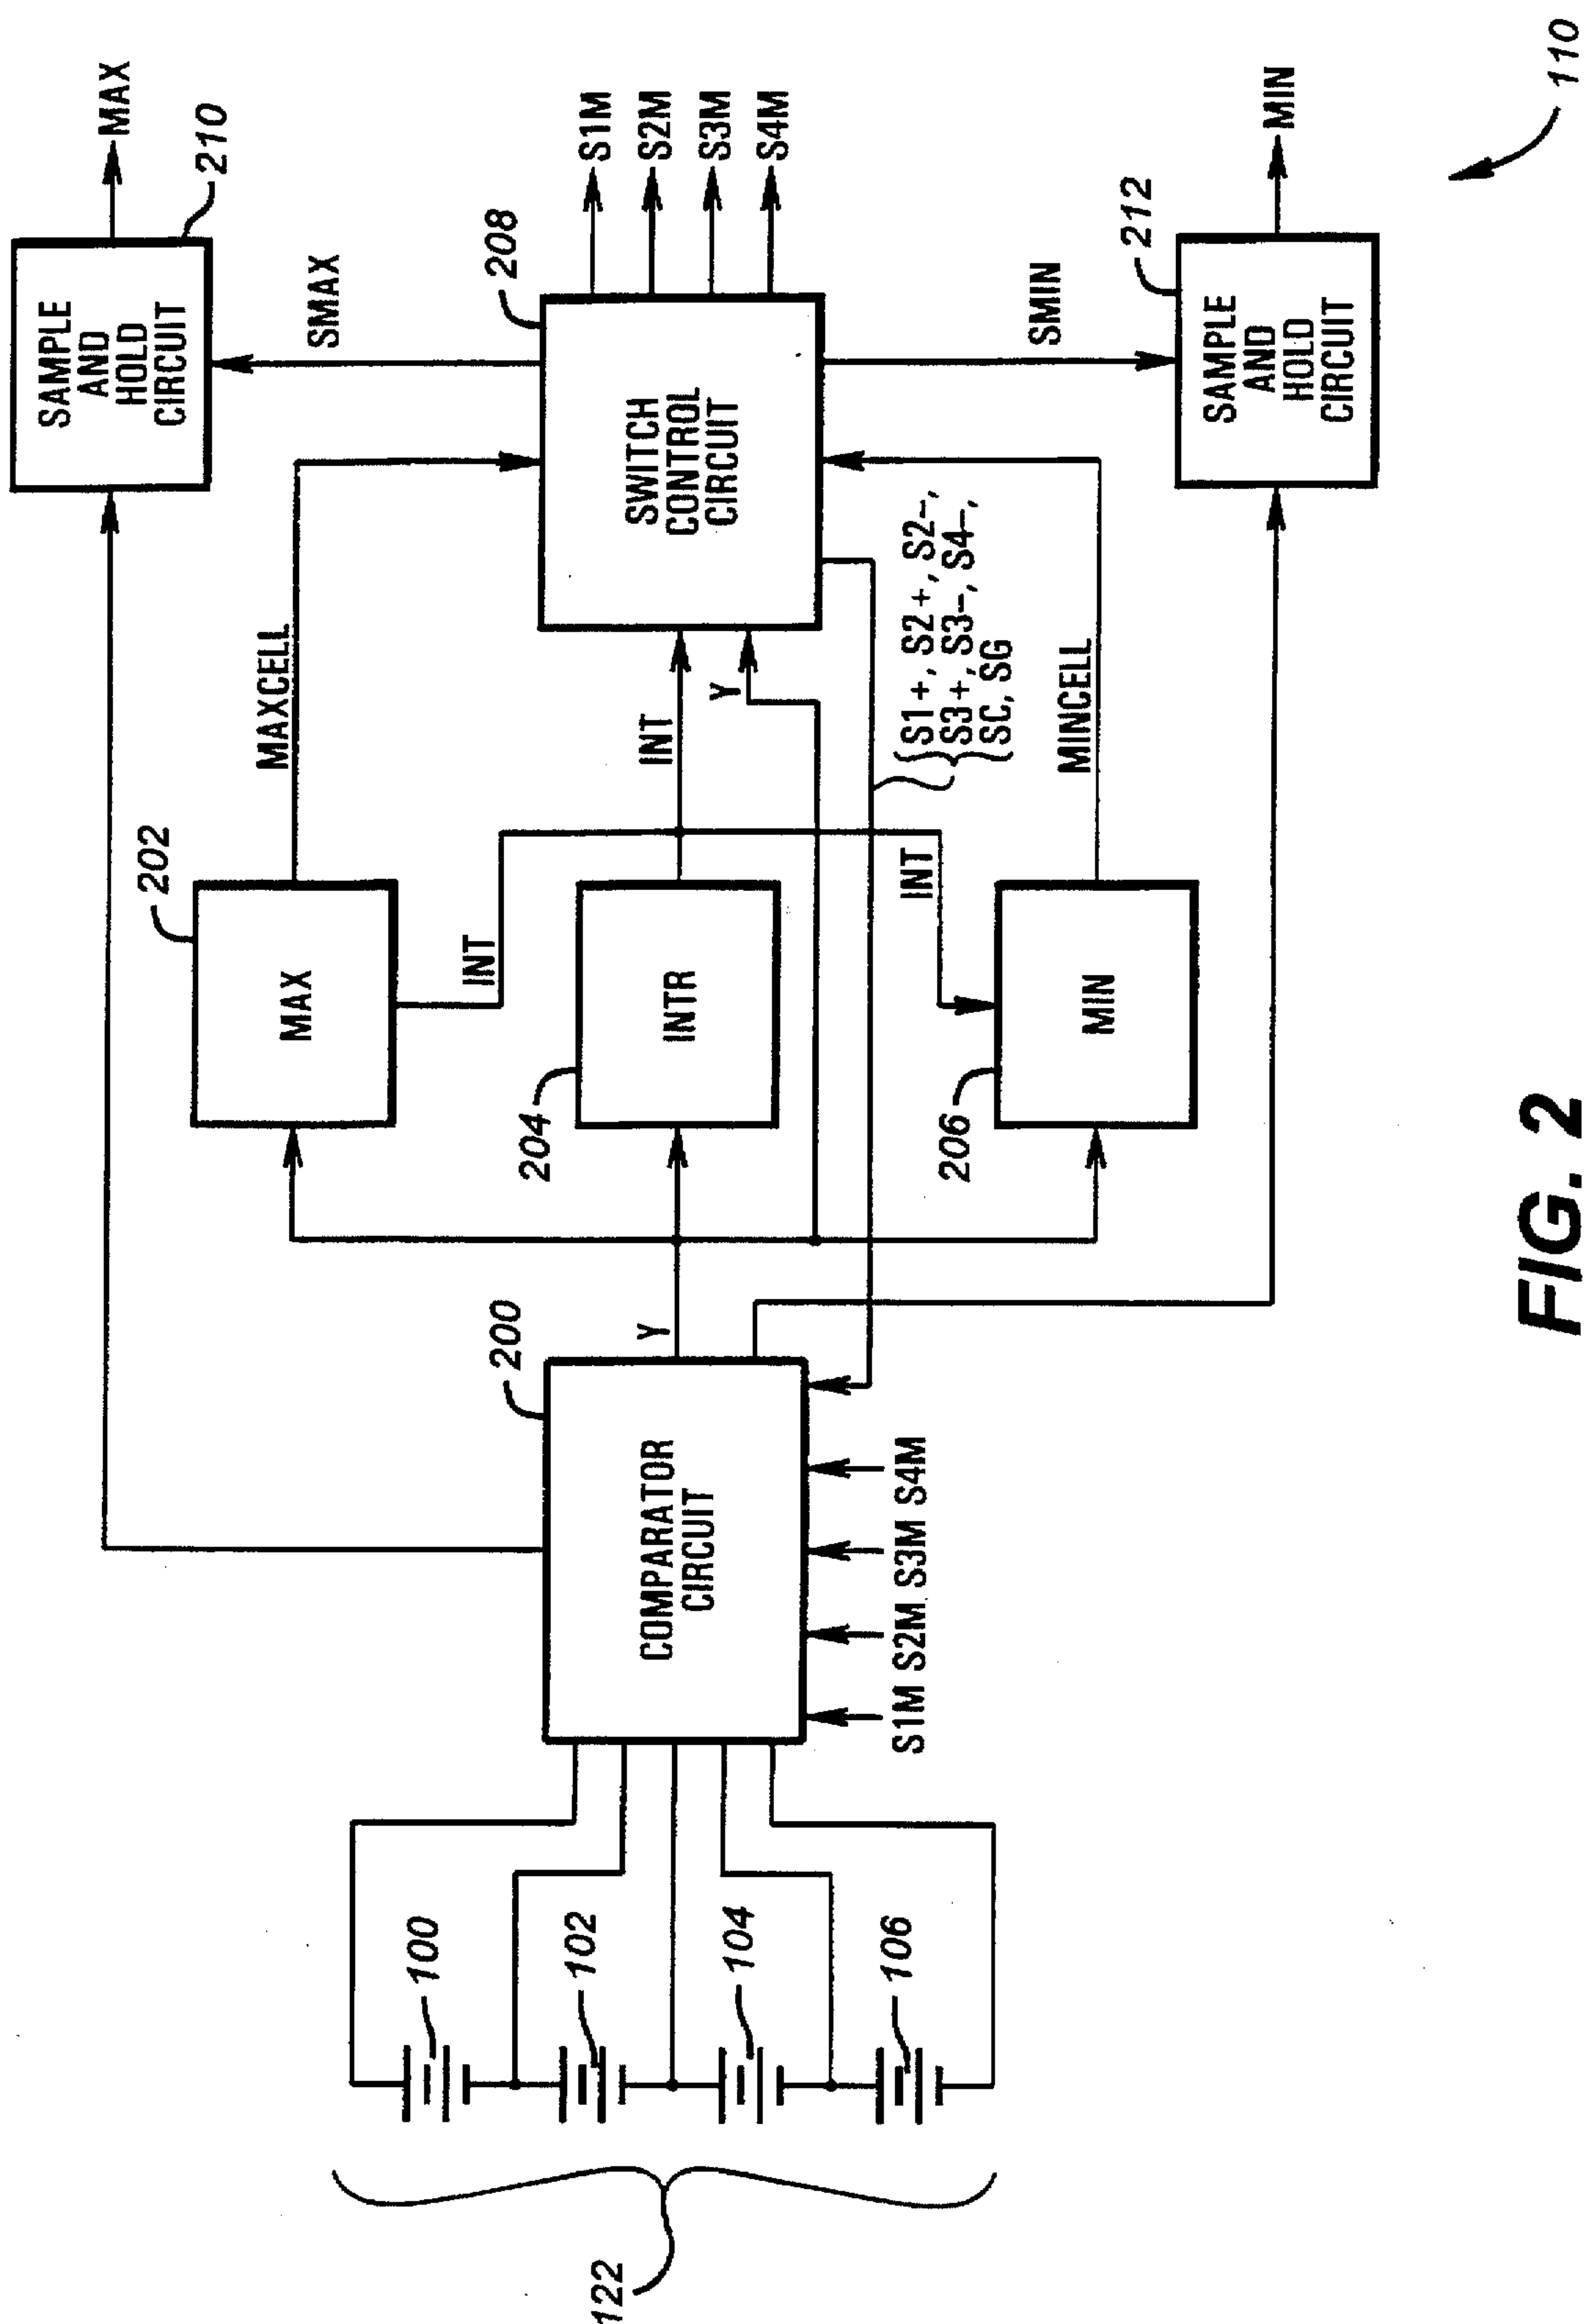 MAX
210
SAMPLE
AND
HOLD
CIRCUIT
SMAX
208
S1M
S2M
S3M
S4M
SWITCH
CONTROL
CIRCUIT
SMIN
212
SAMPLE
AND
HOLD
CIRCUIT
MIN
110
MAXCELL
INT
Y
S1+, S2+, S2-,
S3+, S3-, S4-,
SC, SG
MINCELL
202
MAX
INT
204
INTR
INT
206
MIN
200
Y
COMPARATOR
CIRCUIT
S1M S2M S3M S4M
100
102
104
106
122
FIG. 2